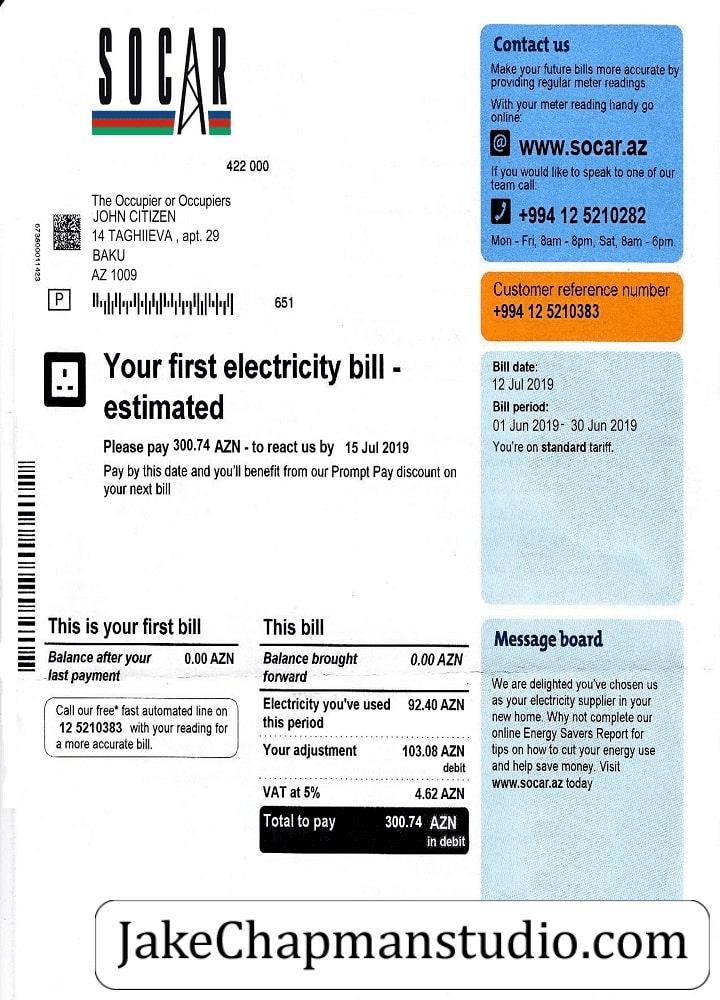 SOCAR
422 000
The Occupier or Occupiers
JOHN CITIZEN
14 TAGHIIEVA , apt. 29
BAKU
AZ 1009
673800011423
P
651
Your first electricity bill -
estimated
Please pay 300.74 AZN - to react us by 15 Jul 2019
Pay by this date and you'll benefit from our Prompt Pay discount on
your next bill
This is your first bill
Balance after your 0.00 AZN
last payment
Call our free* fast automated line on
12 5210383 with your reading for
a more accurate bill.
This bill
Balance brought 0.00 AZN
forward
Electricity you've used 92.40 AZN
this period
Your adjustment 103.08 AZN
debit
VAT at 5% 4.62 AZN
Total to pay 300.74 AZN
in debit
Contact us
Make your future bills more accurate by
providing regular meter readings
With your meter reading handy go
online:
@ www.socar.az
If you would like to speak to one of our
team call:
+994 12 5210282
Mon - Fri, 8am - 8pm, Sat, 8am - 6pm.
Customer reference number
+994 12 5210383
Bill date:
12 Jul 2019
Bill period:
01 Jun 2019- 30 Jun 2019
You're on standard tariff.
Message board
We are delighted you've chosen us
as your electricity supplier in your
new home. Why not complete our
online Energy Savers Report for
tips on how to cut your energy use
and help save money. Visit
www.socar.az today
JakeChapmanstudio.com